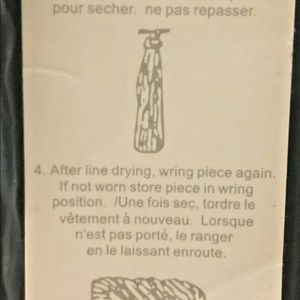 pour secher. ne pas repasser.
4. After line drying, wring piece again.
If not worn store piece in wring
position. /Une fois sec, tordre le
vêtement à nouveau. Lorsque
n'est pas porté, le ranger
en le laissant enroute.